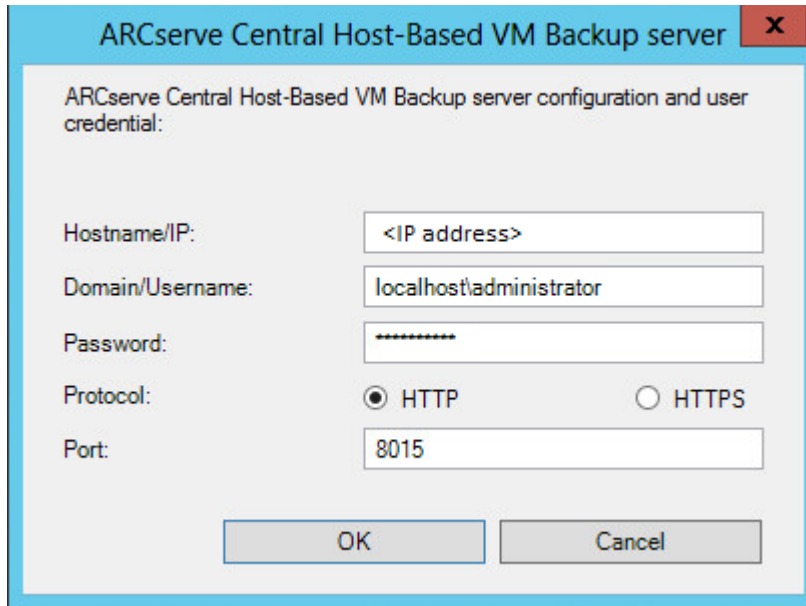 ARCserve Central Host-Based VM Backup server
x
ARCserve Central Host-Based VM Backup server configuration and user
credential:
Hostname/IP: <IP address>
Domain/Username: localhost\administrator
Password: **********
Protocol: HTTP HTTPS
Port: 8015
OK Cancel